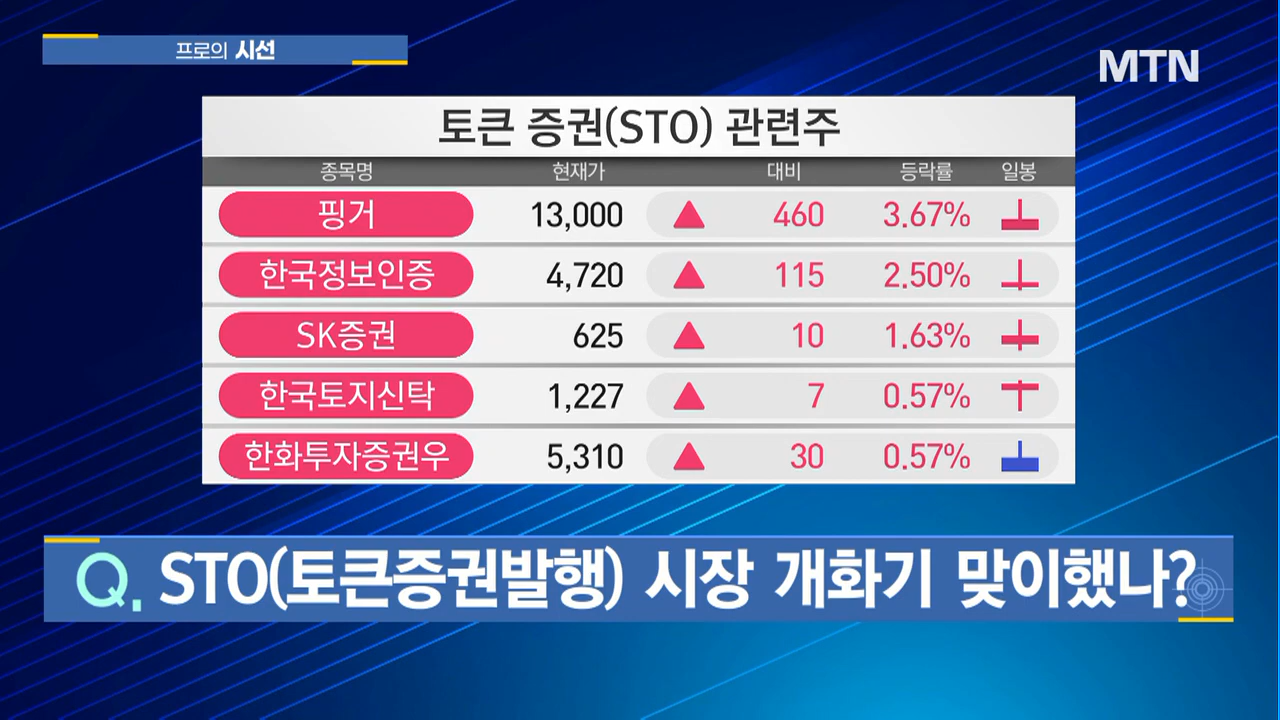 프로의 시선
MTN
토큰 증권(STO) 관련주
종목명 현재가 대비 등락률 일봉
핑거 13,000 ▲ 460 3.67%
한국정보인증 4,720 ▲ 115 2.50%
SK증권 625 ▲ 10 1.63%
한국토지신탁 1,227 ▲ 7 0.57%
한화투자증권우 5,310 ▲ 30 0.57%
Q. STO(토큰증권발행) 시장 개화기 맞이했나?